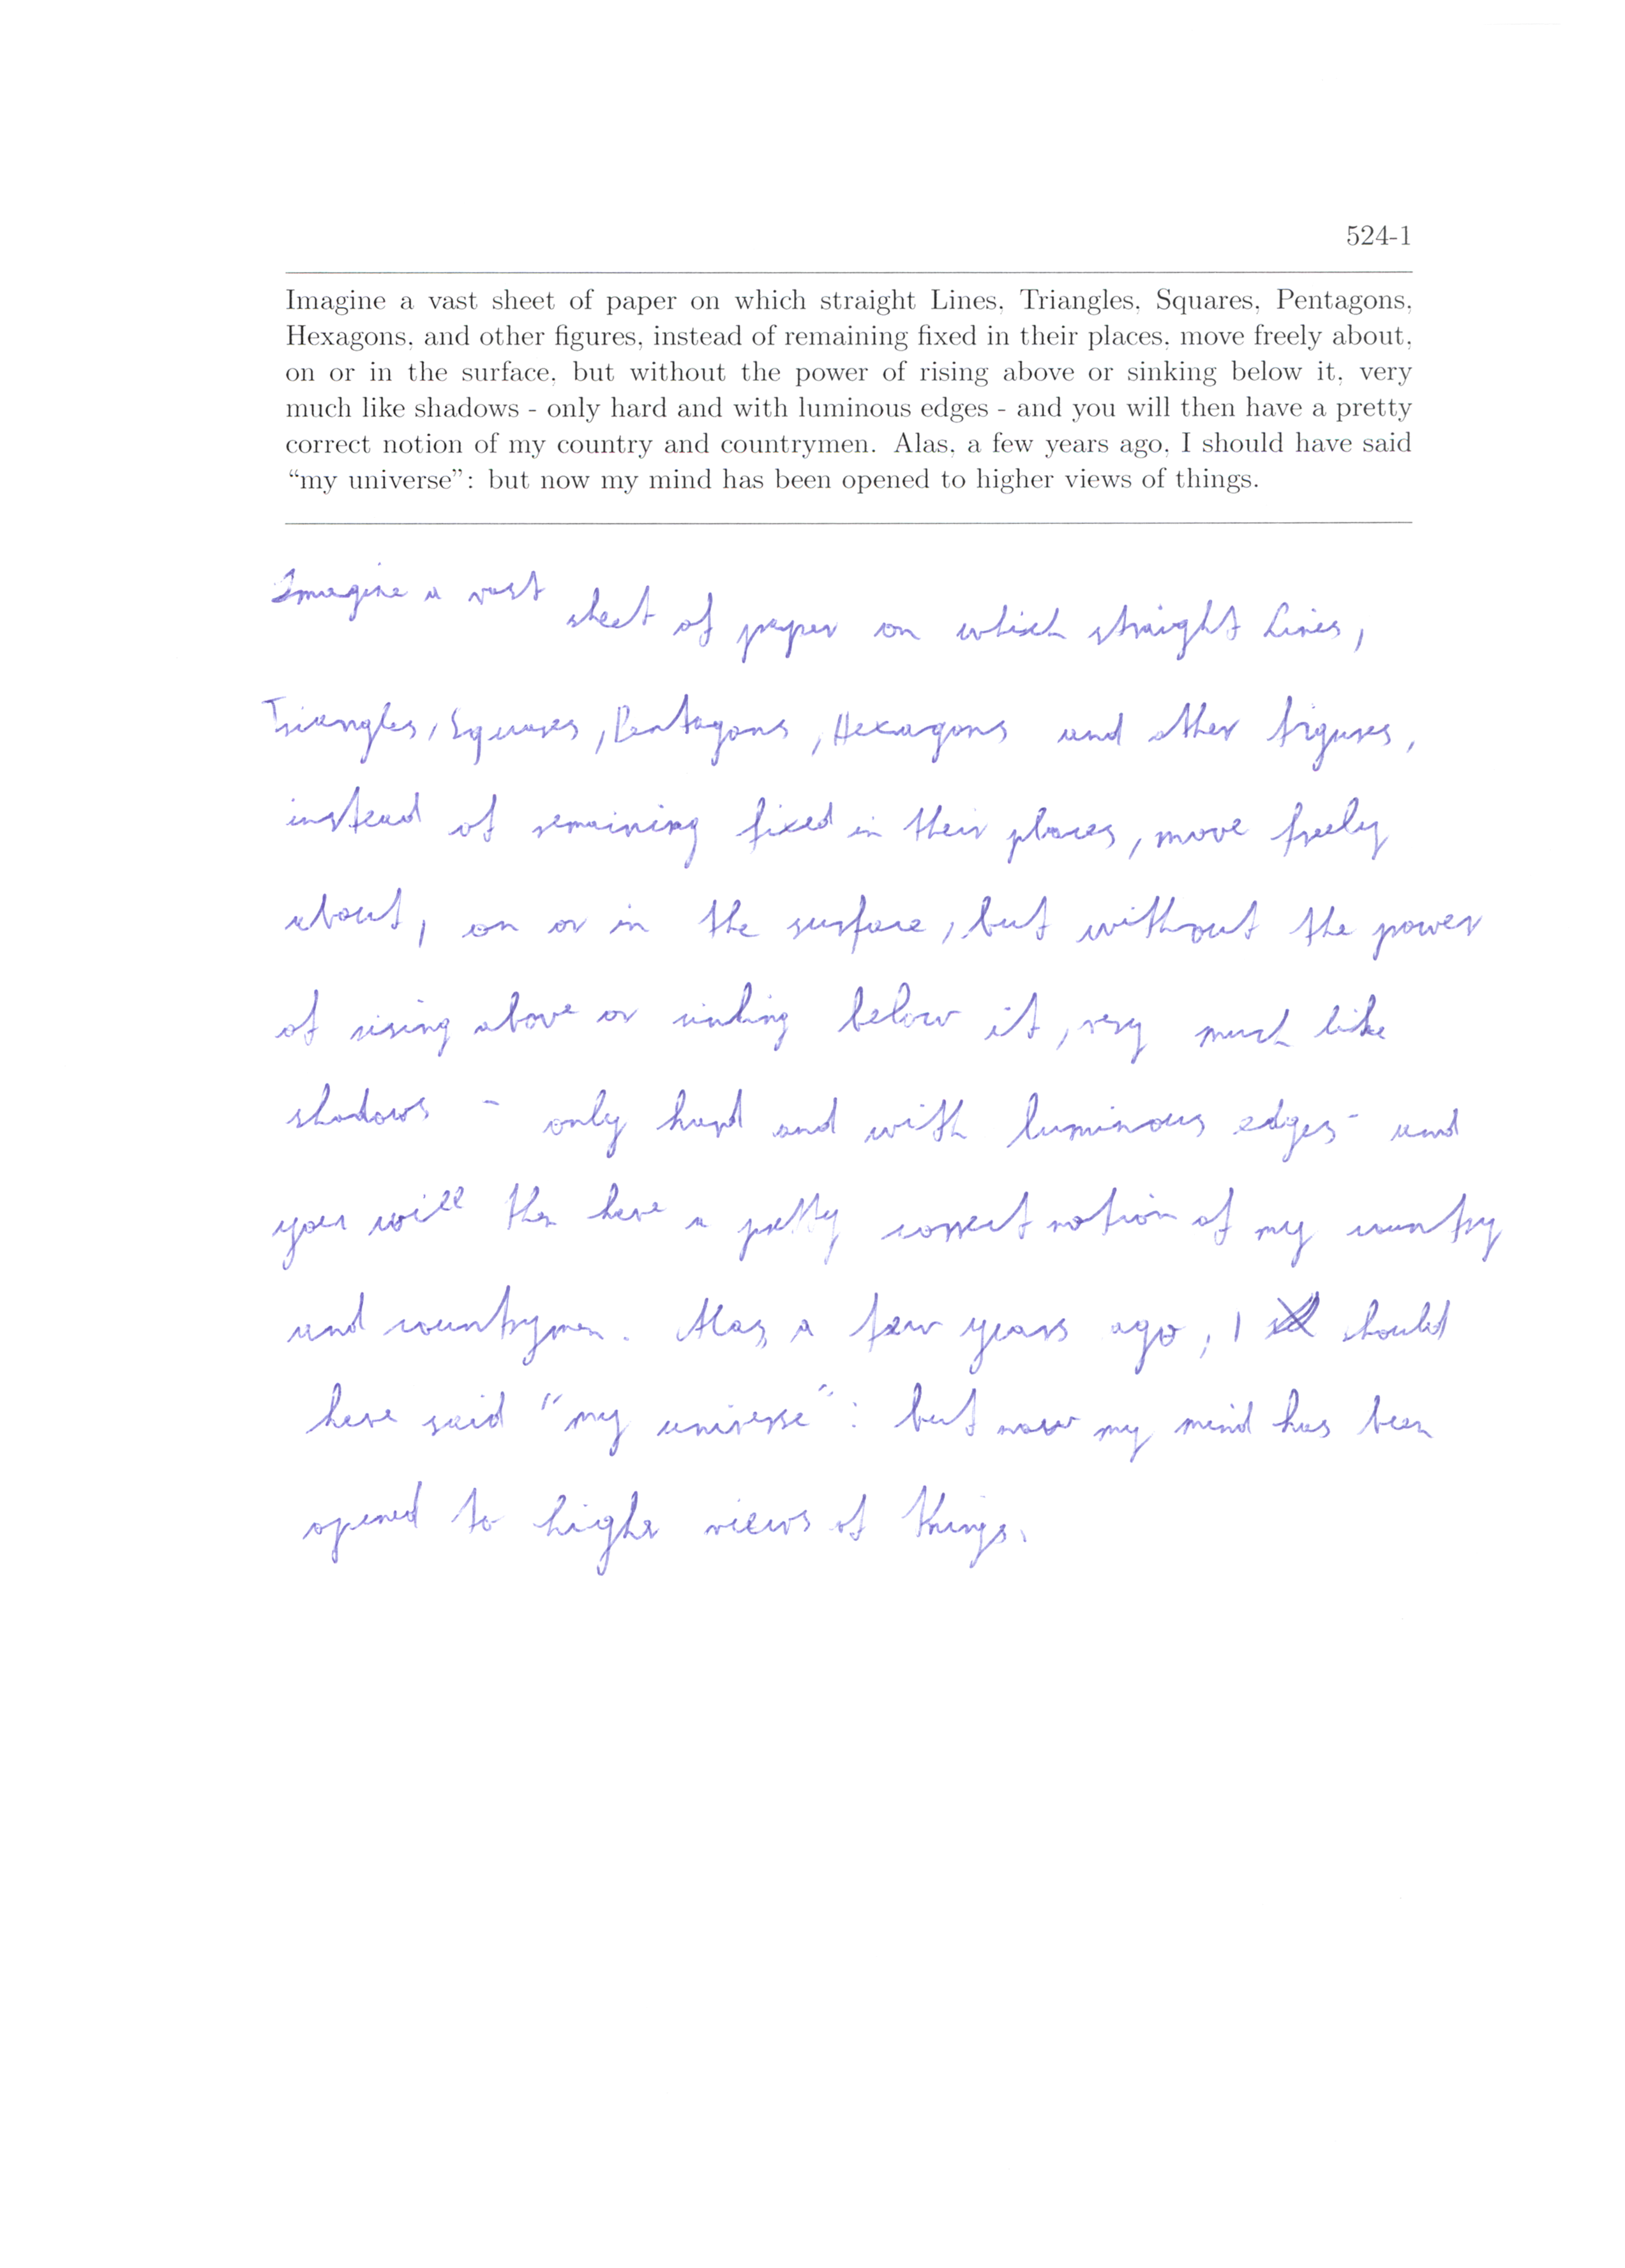 524-1
Imagine a vast sheet of paper on which straight Lines, Triangles, Squares, Pentagons,
Hexagons, and other figures, instead of remaining fixed in their places, move freely about,
on or in the surface, but without the power of rising above or sinking below it, very
much like shadows - only hard and with luminous edges - and you will then have a pretty
correct notion of my country and countrymen. Alas, a few years ago, I should have said
“my universe”: but now my mind has been opened to higher views of things.
Imagine a vast sheet of paper on which straight Lines,
Triangles, Squares, Pentagons, Hexagons and other figures,
instead of remaining fixed in their places, move freely
about, on or in the surface, but without the power
of rising above or sinking below it, very much like
shadows - only hard and with luminous edges - and
you will then have a pretty correct notion of my country
and countrymen. Alas, a few years ago, I should
have said "my universe": but now my mind has been
opened to higher views of things.